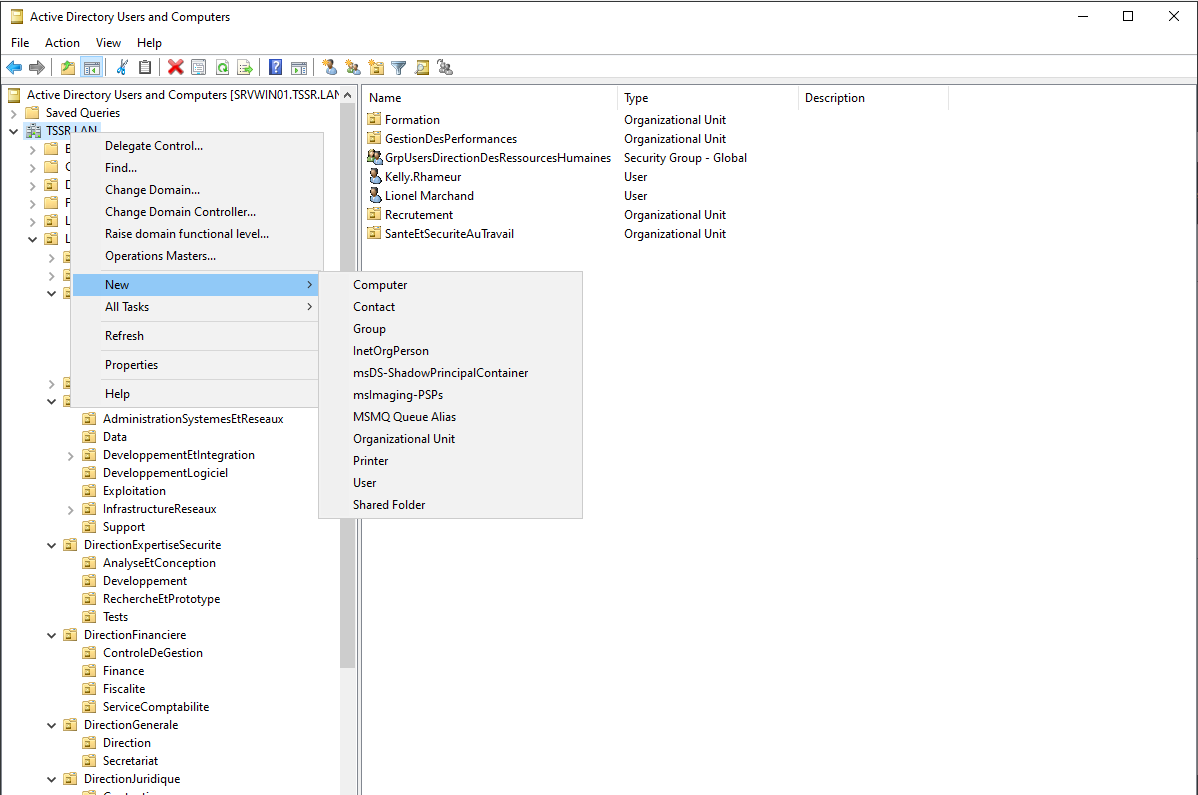 Active Directory Users and Computers
File Action View Help
Active Directory Users and Computers [SRVWIN01.TSSR.LAN
Saved Queries
TSSR.LAN
Delegate Control...
Find...
Change Domain...
Change Domain Controller...
Raise domain functional level...
Operations Masters...
New
All Tasks
Refresh
Properties
Help
Computer
Contact
Group
InetOrgPerson
msDS-ShadowPrincipalContainer
msImaging-PSPs
MSMQ Queue Alias
Organizational Unit
Printer
User
Shared Folder
AdministrationSystemesEtReseaux
Data
DeveloppementEtIntegration
DeveloppementLogiciel
Exploitation
InfrastructureReseaux
Support
DirectionExpertiseSecurite
AnalyseEtConception
Developpement
RechercheEtPrototype
Tests
DirectionFinanciere
ControleDeGestion
Finance
Fiscalite
ServiceComptabilite
DirectionGenerale
Direction
Secretariat
DirectionJuridique
Name Type Description
Formation Organizational Unit
GestionDesPerformances Organizational Unit
GrpUsersDirectionDesRessourcesHumaines Security Group - Global
Kelly.Rhameur User
Lionel Marchand User
Recrutement Organizational Unit
SanteEtSecuriteAuTravail Organizational Unit